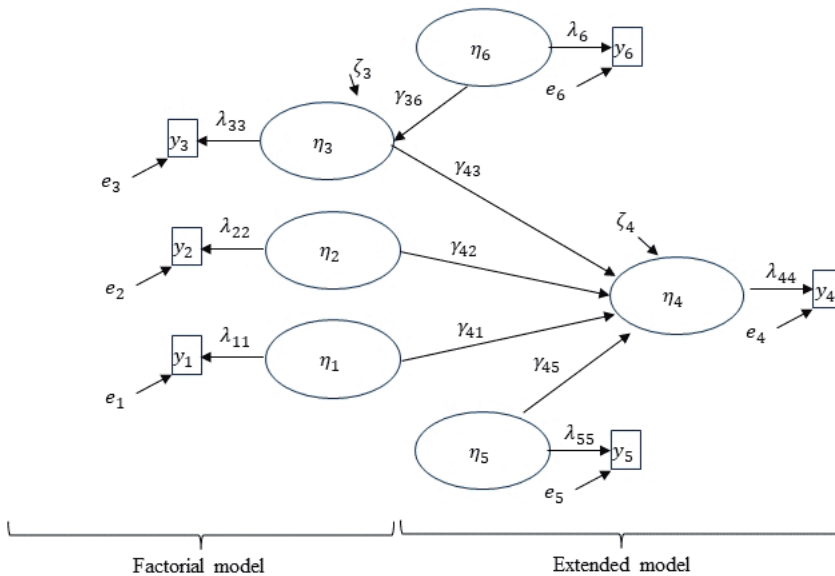 λ₆
y₆
η₆
e₆
ζ₃
γ₃₆
λ₃₃
y₃
η₃
e₃
γ₄₃
λ₂₂
y₂
η₂
e₂
γ₄₂
ζ₄
λ₄₄
η₄
y₄
e₄
λ₁₁
y₁
η₁
e₁
γ₄₁
γ₄₅
λ₅₅
η₅
y₅
e₅
Factorial model
Extended model